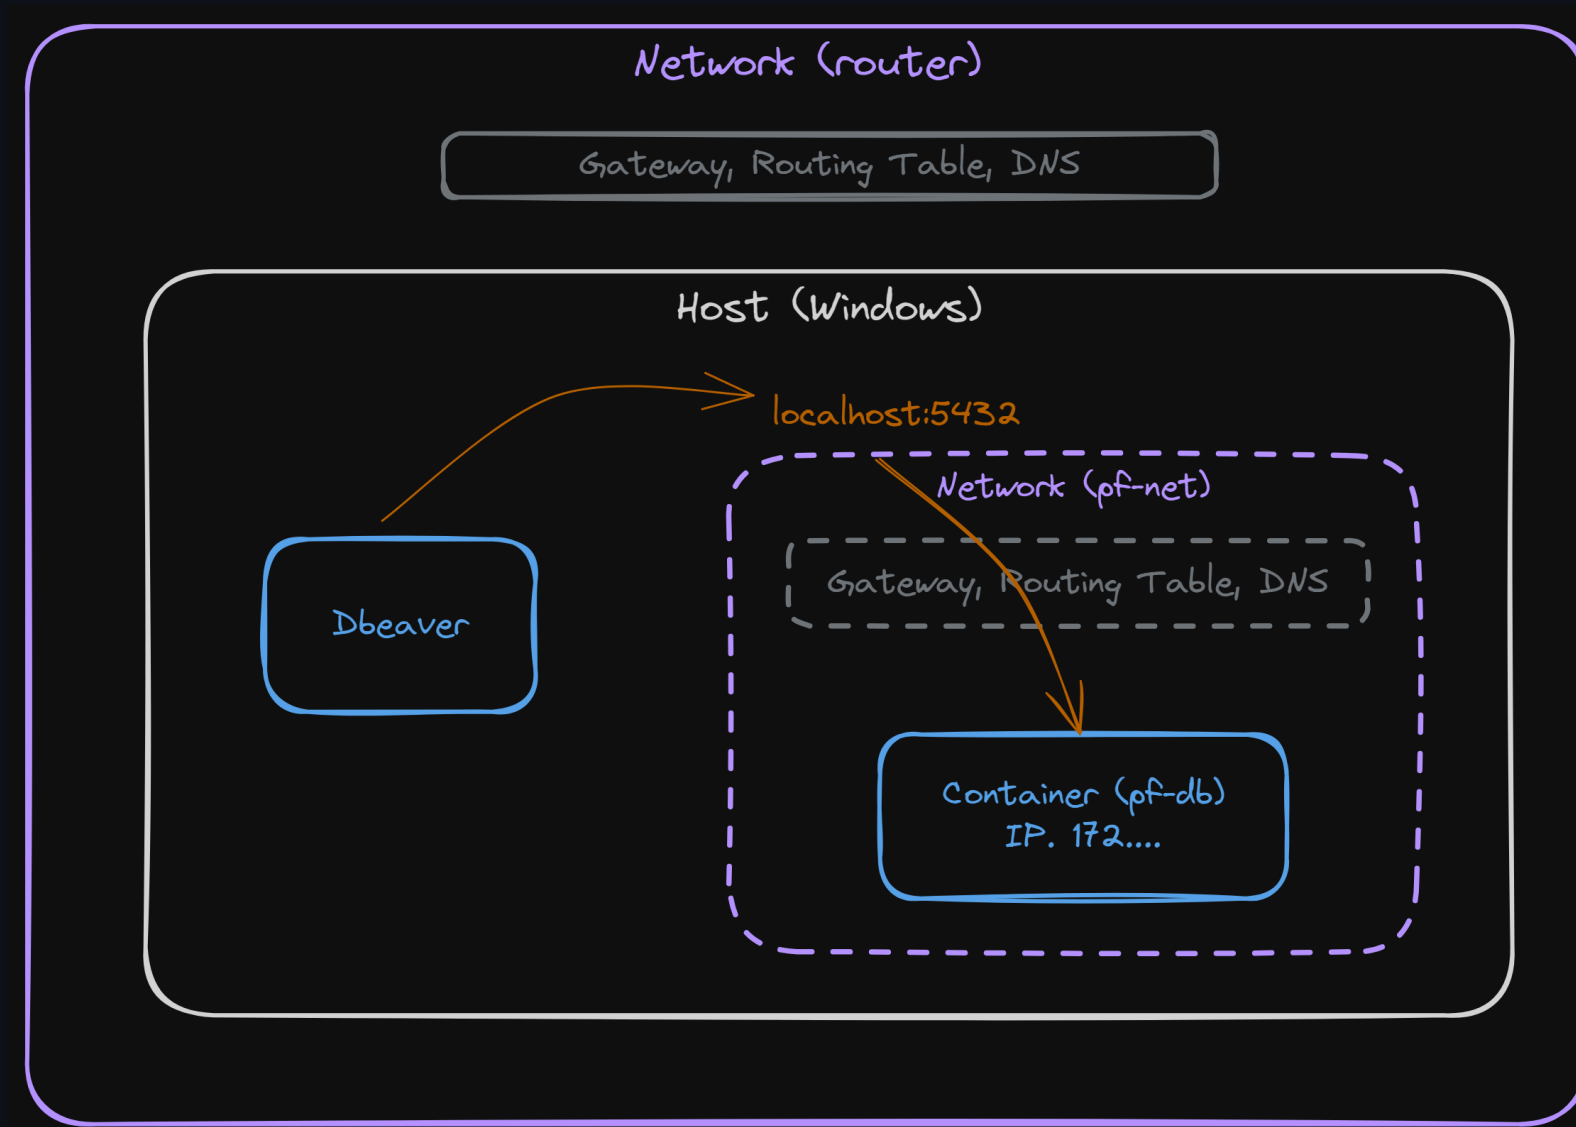 Network (router)
Gateway, Routing Table, DNS
Host (Windows)
localhost:5432
Network (pf-net)
Gateway, Routing Table, DNS
Dbeaver
Container (pf-db)
IP. 172....